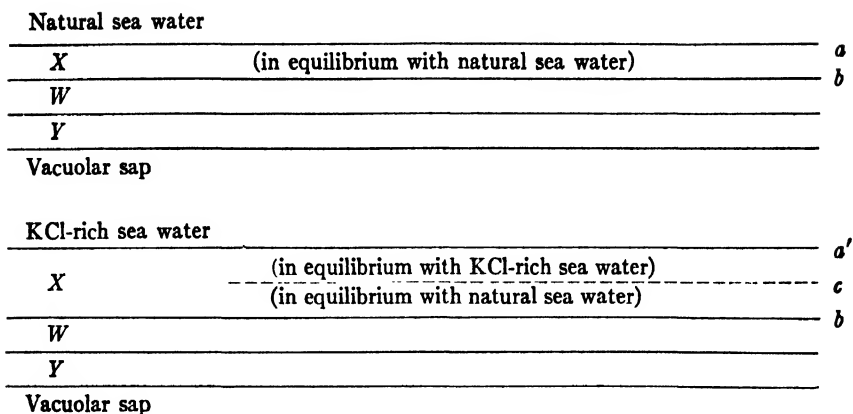 Natural sea water
a
X (in equilibrium with natural sea water)
b
W
Y
Vacuolar sap
KCl-rich sea water
a'
(in equilibrium with KCl-rich sea water)
X c
(in equilibrium with natural sea water)
b
W
Y
Vacuolar sap